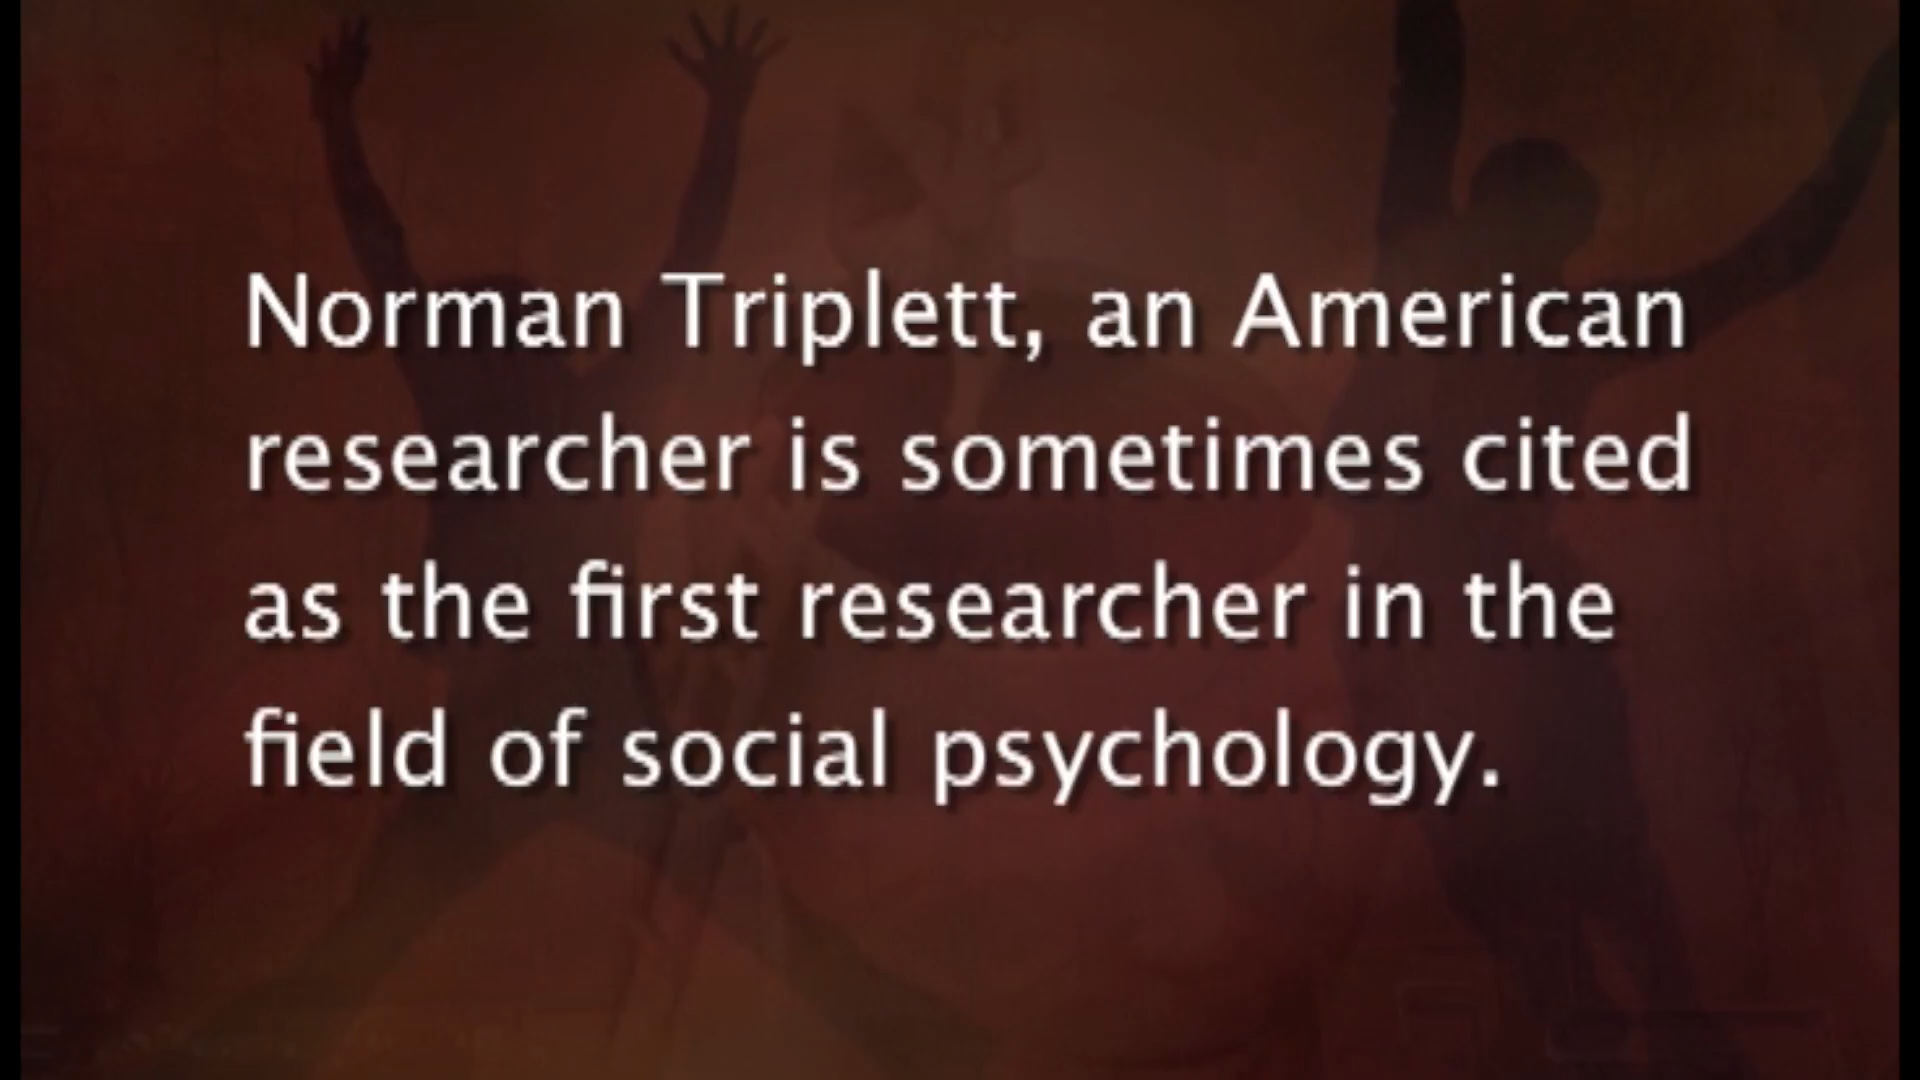 Norman Triplett, an American
researcher is sometimes cited
as the first researcher in the
field of social psychology.